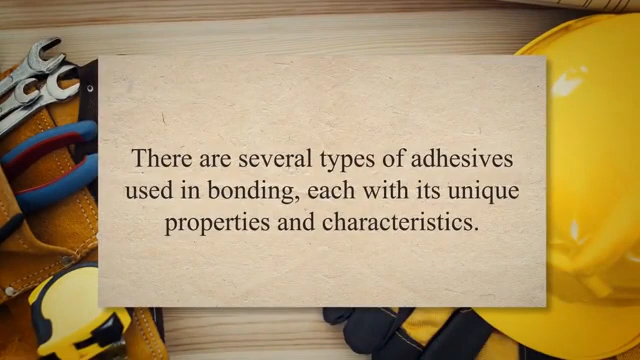 There are several types of adhesives
used in bonding, each with its unique
properties and characteristics.